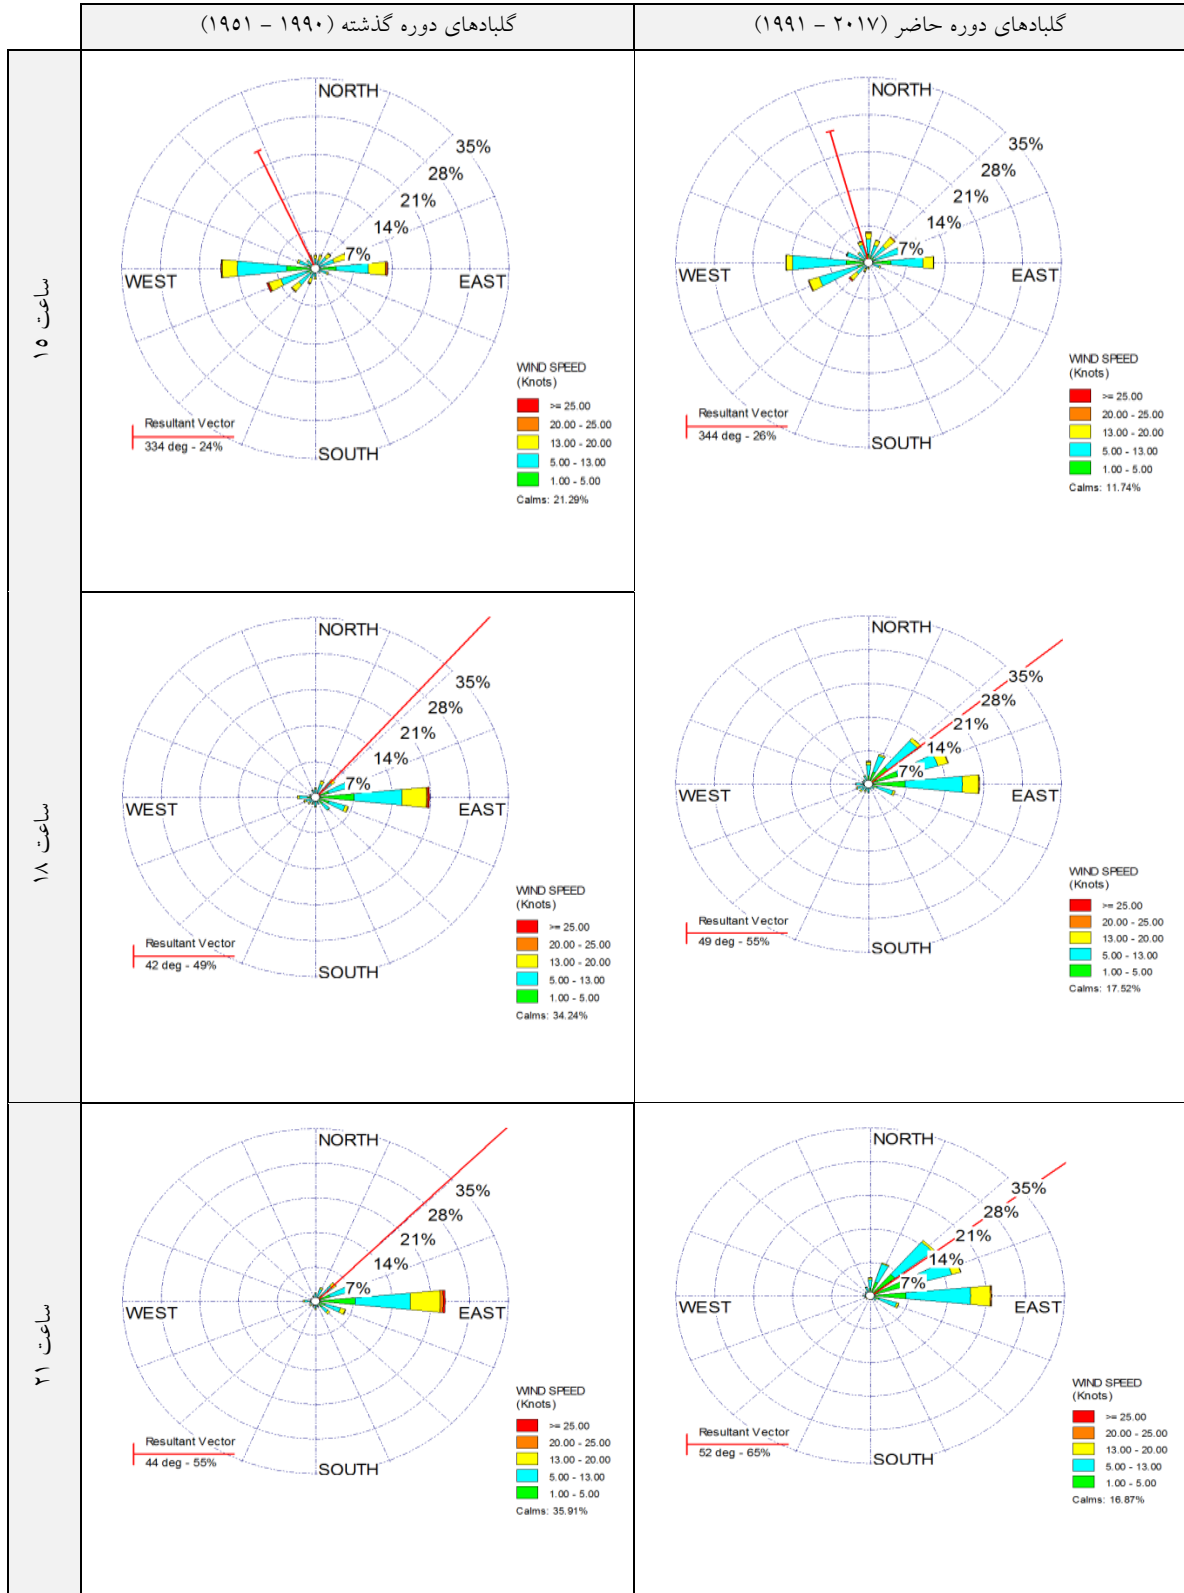 گلبادهای دوره گذشته (۱۹۹۰ - ۱۹۵۱)
گلبادهای دوره حاضر (۲۰۱۷ - ۱۹۹۱)
ساعت ۱۵
NORTH
35%
28%
21%
14%
7%
WEST
EAST
SOUTH
WIND SPEED
(Knots)
>= 25.00
20.00 - 25.00
13.00 - 20.00
5.00 - 13.00
1.00 - 5.00
Calms: 21.29%
Resultant Vector
334 deg - 24%
NORTH
35%
28%
21%
14%
7%
WEST
EAST
SOUTH
WIND SPEED
(Knots)
>= 25.00
20.00 - 25.00
13.00 - 20.00
5.00 - 13.00
1.00 - 5.00
Calms: 11.74%
Resultant Vector
344 deg - 26%
ساعت ۱۸
NORTH
35%
28%
21%
14%
7%
WEST
EAST
SOUTH
WIND SPEED
(Knots)
>= 25.00
20.00 - 25.00
13.00 - 20.00
5.00 - 13.00
1.00 - 5.00
Calms: 34.24%
Resultant Vector
42 deg - 49%
NORTH
35%
28%
21%
14%
7%
WEST
EAST
SOUTH
WIND SPEED
(Knots)
>= 25.00
20.00 - 25.00
13.00 - 20.00
5.00 - 13.00
1.00 - 5.00
Calms: 17.52%
Resultant Vector
49 deg - 55%
ساعت ۲۱
NORTH
35%
28%
21%
14%
7%
WEST
EAST
SOUTH
WIND SPEED
(Knots)
>= 25.00
20.00 - 25.00
13.00 - 20.00
5.00 - 13.00
1.00 - 5.00
Calms: 35.91%
Resultant Vector
44 deg - 55%
NORTH
35%
28%
21%
14%
7%
WEST
EAST
SOUTH
WIND SPEED
(Knots)
>= 25.00
20.00 - 25.00
13.00 - 20.00
5.00 - 13.00
1.00 - 5.00
Calms: 16.87%
Resultant Vector
52 deg - 65%